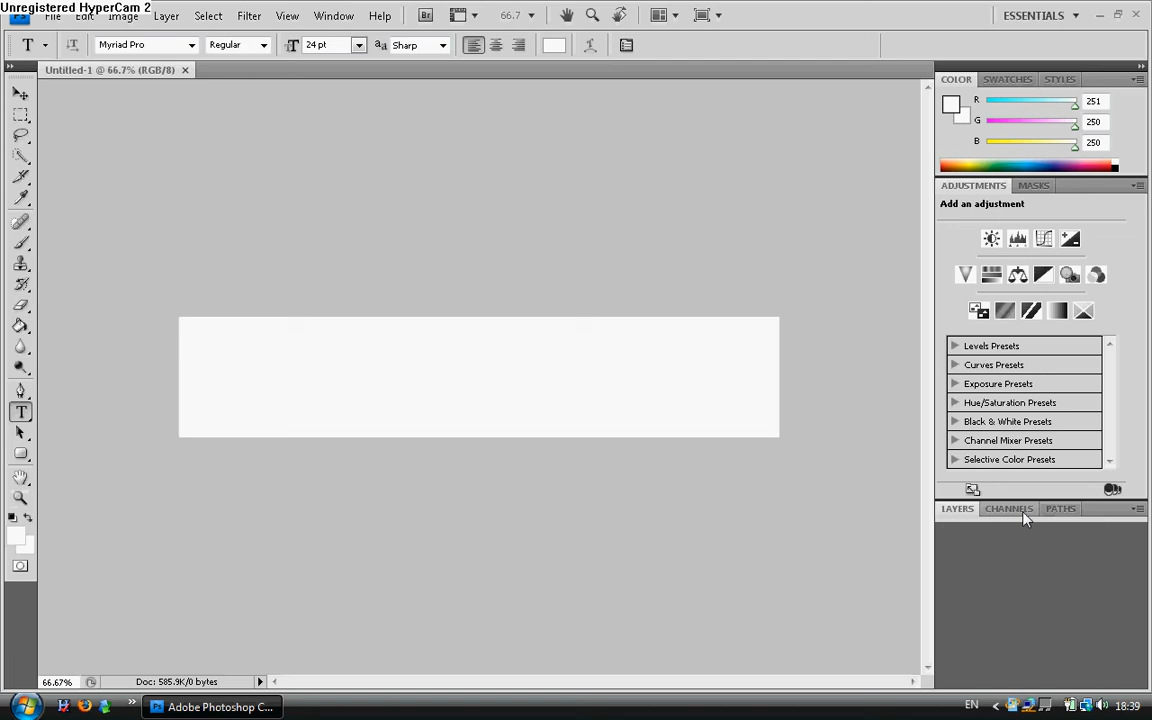 Unregistered HyperCam 2
Ps File Edit Image Layer Select Filter View Window Help Br 66.7 ESSENTIALS
T Myriad Pro Regular 24 pt Sharp
Untitled-1 @ 66.7% (RGB/8)
COLOR SWATCHES STYLES
R 251
G 250
B 250
ADJUSTMENTS MASKS
Add an adjustment
Levels Presets
Curves Presets
Exposure Presets
Hue/Saturation Presets
Black & White Presets
Channel Mixer Presets
Selective Color Presets
LAYERS CHANNELS PATHS
66.67% Doc: 585.9K/0 bytes
Ps Adobe Photoshop C... EN 18:39